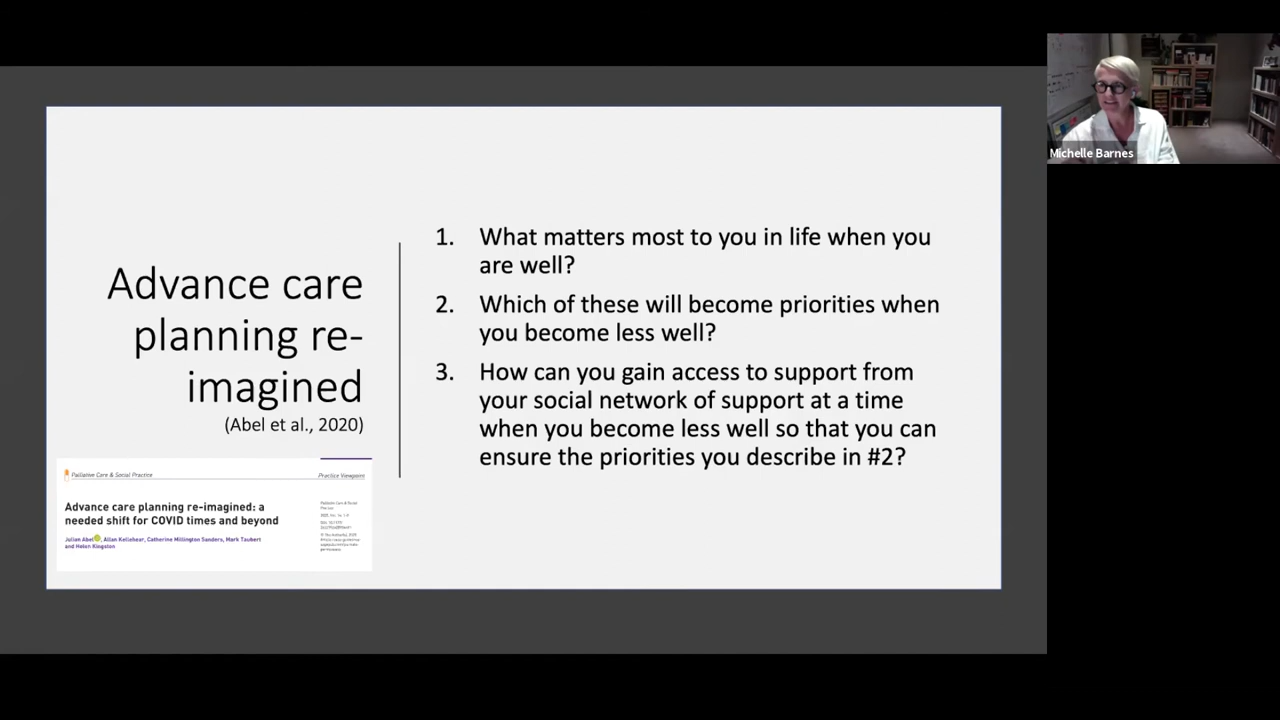 Advance care
planning re-
imagined
(Abel et al., 2020)
1. What matters most to you in life when you
are well?
2. Which of these will become priorities when
you become less well?
3. How can you gain access to support from
your social network of support at a time
when you become less well so that you can
ensure the priorities you describe in #2?
Palliative Care & Social Practice
Practice Viewpoint
Advance care planning re-imagined: a
needed shift for COVID times and beyond
Julian Abel, Allan Kellehear, Catherine Millington Sanders, Mark Taubert
and Helen Kingston
Michelle Barnes